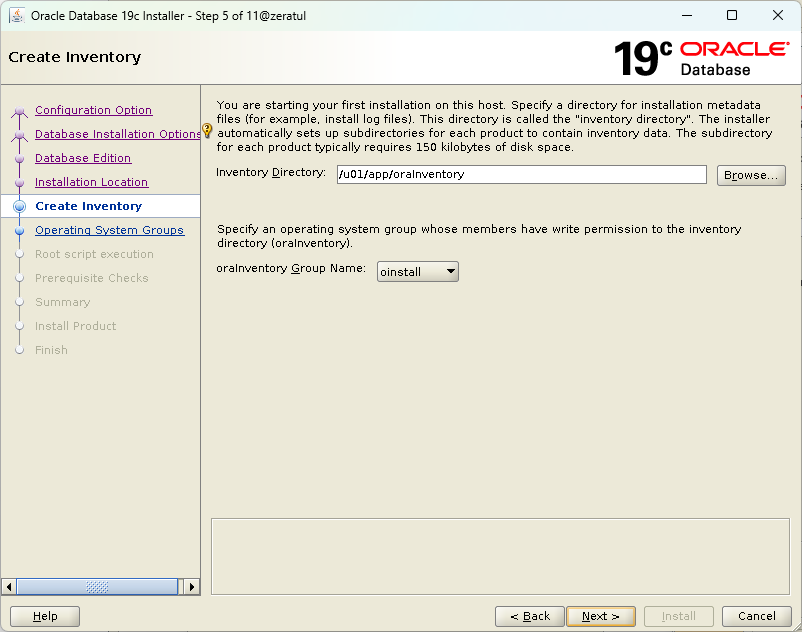 Oracle Database 19c Installer - Step 5 of 11@zeratul
Create Inventory
19c ORACLE
Database
Configuration Option
Database Installation Options
Database Edition
Installation Location
Create Inventory
Operating System Groups
Root script execution
Prerequisite Checks
Summary
Install Product
Finish
You are starting your first installation on this host. Specify a directory for installation metadata
files (for example, install log files). This directory is called the "inventory directory". The installer
automatically sets up subdirectories for each product to contain inventory data. The subdirectory
for each product typically requires 150 kilobytes of disk space.
Inventory Directory: /u01/app/oraInventory Browse...
Specify an operating system group whose members have write permission to the inventory
directory (oraInventory).
oraInventory Group Name: oinstall
Help < Back Next > Install Cancel